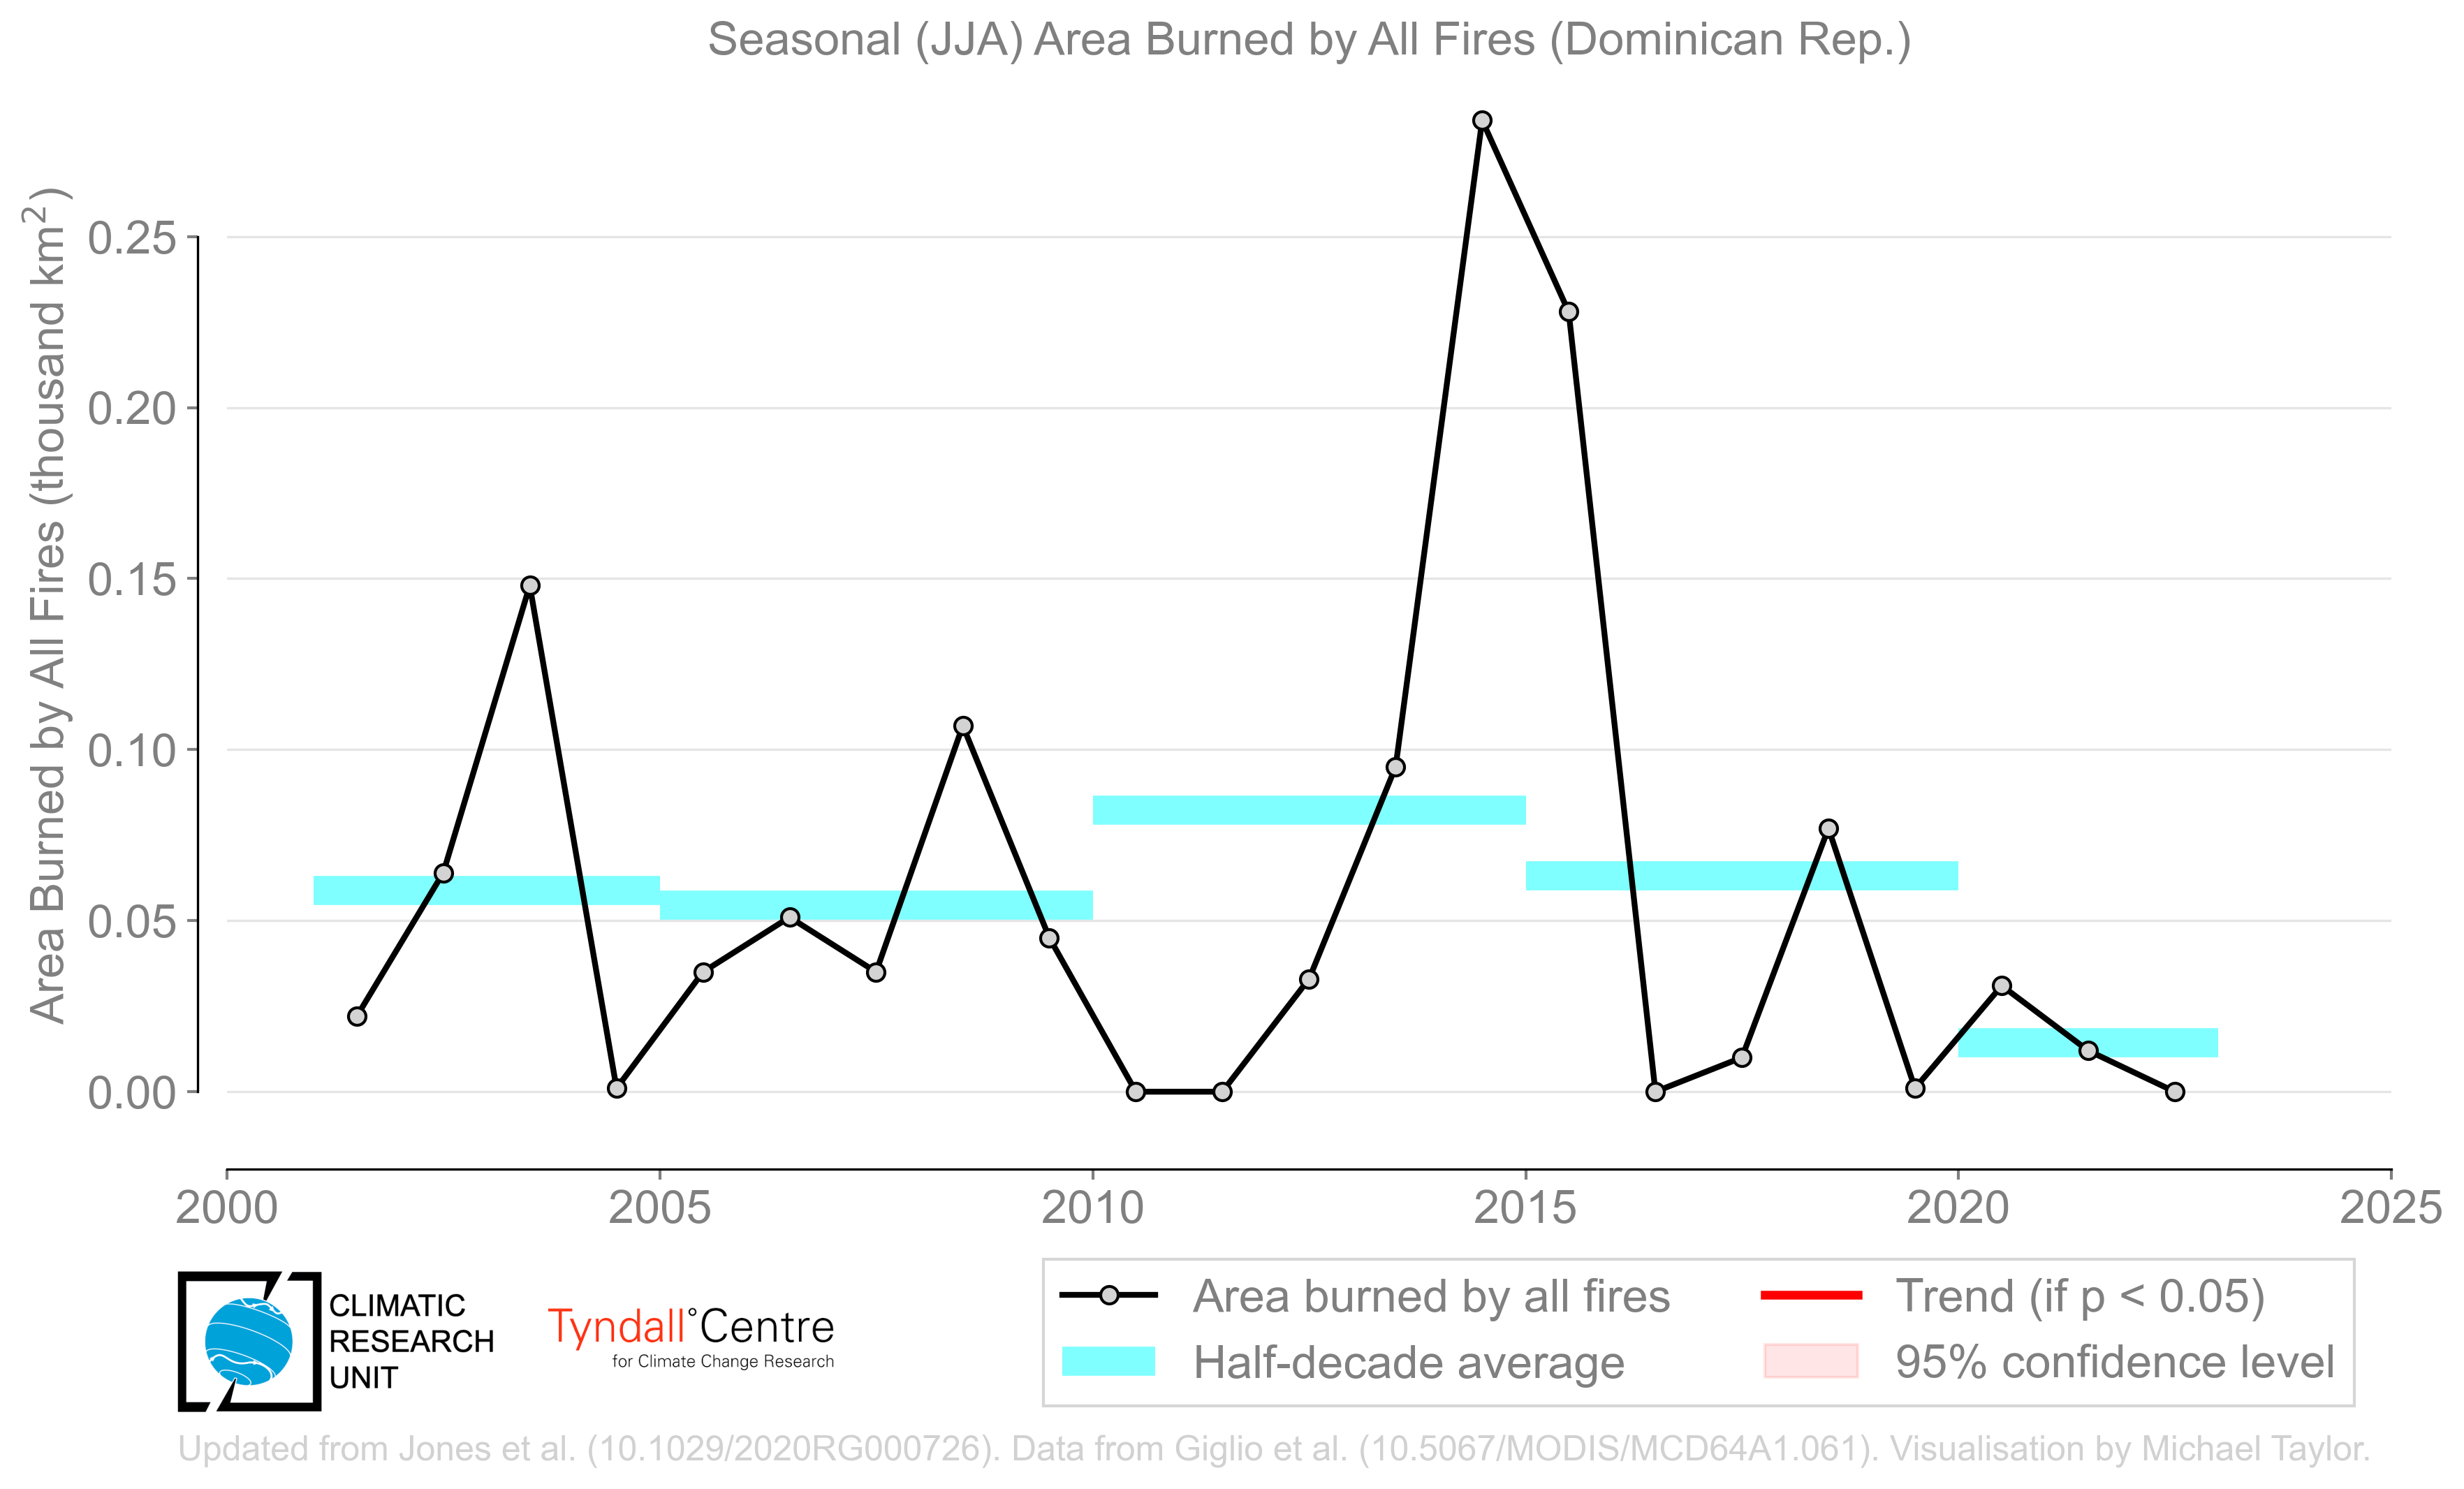 Seasonal (JJA) Area Burned by All Fires (Dominican Rep.)
Area Burned by All Fires (thousand km²)
0.25
0.20
0.15
0.10
0.05
0.00
2000 2005 2010 2015 2020 2025
CLIMATIC
RESEARCH
UNIT
Tyndall°Centre
for Climate Change Research
Area burned by all fires
Half-decade average
Trend (if p < 0.05)
95% confidence level
Updated from Jones et al. (10.1029/2020RG000726). Data from Giglio et al. (10.5067/MODIS/MCD64A1.061). Visualisation by Michael Taylor.